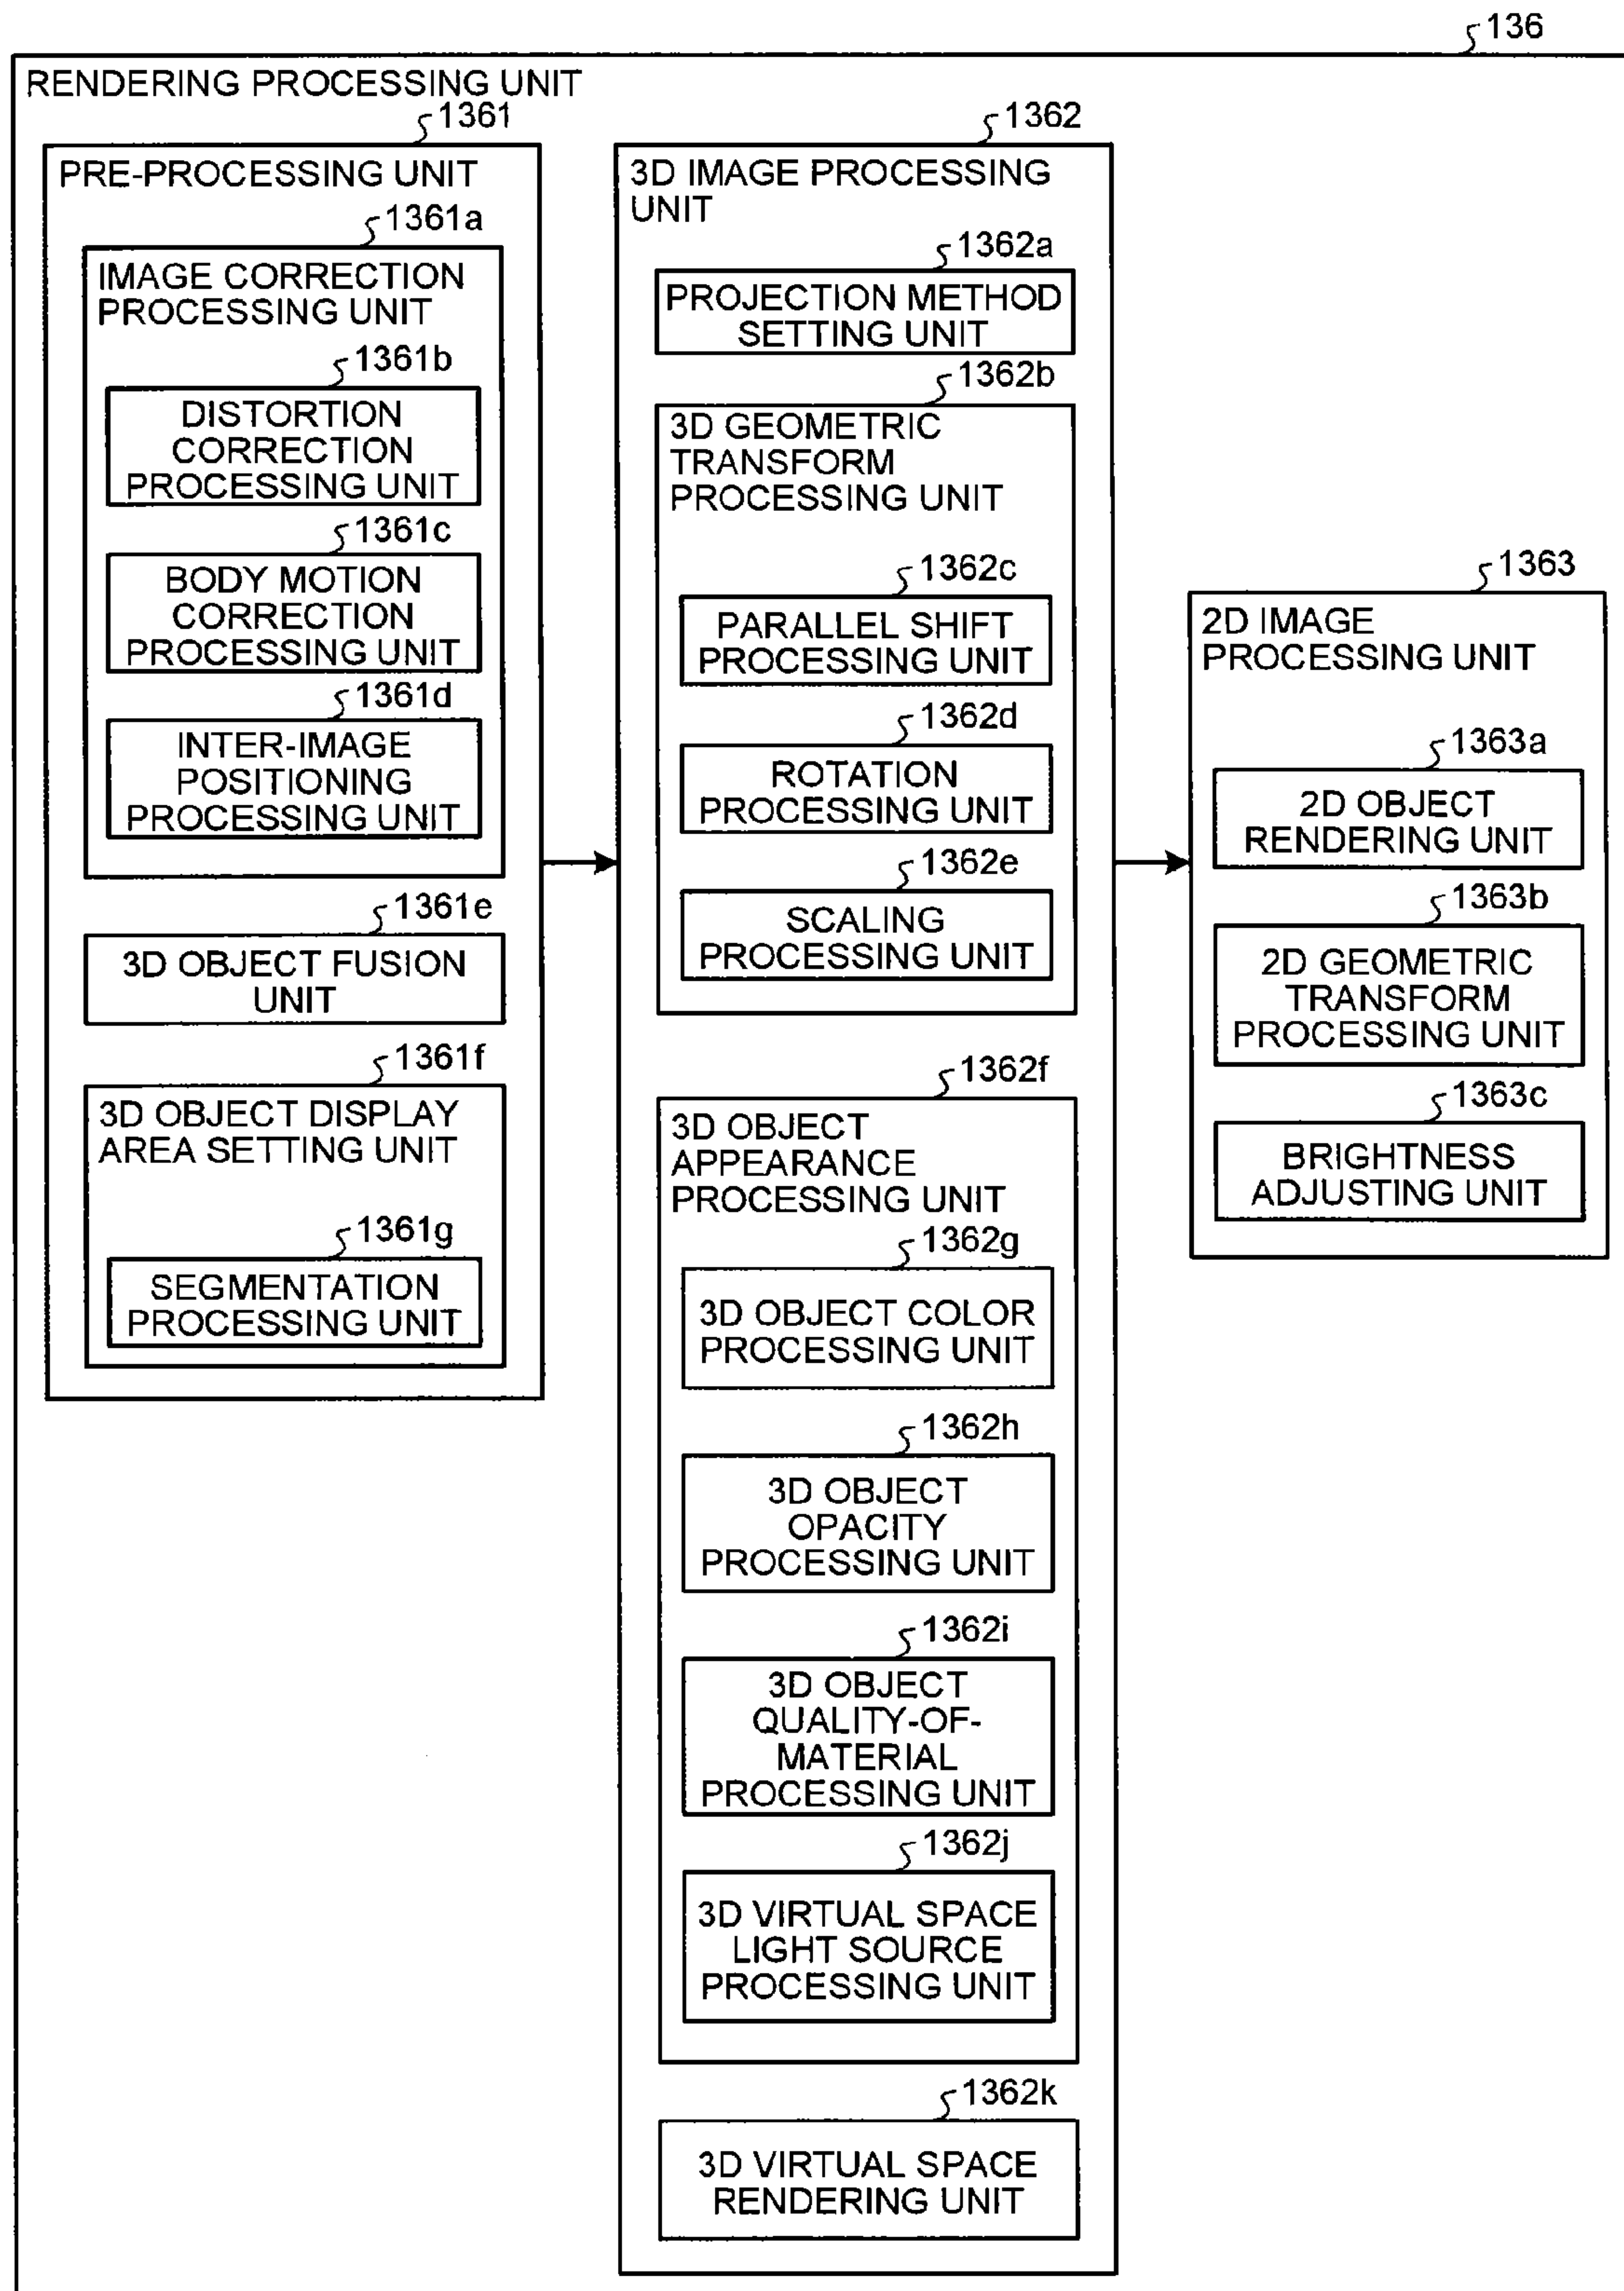 136
RENDERING PROCESSING UNIT
1361
PRE-PROCESSING UNIT
1361a
IMAGE CORRECTION
PROCESSING UNIT
1361b
DISTORTION
CORRECTION
PROCESSING UNIT
1361c
BODY MOTION
CORRECTION
PROCESSING UNIT
1361d
INTER-IMAGE
POSITIONING
PROCESSING UNIT
1361e
3D OBJECT FUSION
UNIT
1361f
3D OBJECT DISPLAY
AREA SETTING UNIT
1361g
SEGMENTATION
PROCESSING UNIT
1362
3D IMAGE PROCESSING
UNIT
1362a
PROJECTION METHOD
SETTING UNIT
1362b
3D GEOMETRIC
TRANSFORM
PROCESSING UNIT
1362c
PARALLEL SHIFT
PROCESSING UNIT
1362d
ROTATION
PROCESSING UNIT
1362e
SCALING
PROCESSING UNIT
1362f
3D OBJECT
APPEARANCE
PROCESSING UNIT
1362g
3D OBJECT COLOR
PROCESSING UNIT
1362h
3D OBJECT
OPACITY
PROCESSING UNIT
1362i
3D OBJECT
QUALITY-OF-
MATERIAL
PROCESSING UNIT
1362j
3D VIRTUAL SPACE
LIGHT SOURCE
PROCESSING UNIT
1362k
3D VIRTUAL SPACE
RENDERING UNIT
1363
2D IMAGE
PROCESSING UNIT
1363a
2D OBJECT
RENDERING UNIT
1363b
2D GEOMETRIC
TRANSFORM
PROCESSING UNIT
1363c
BRIGHTNESS
ADJUSTING UNIT